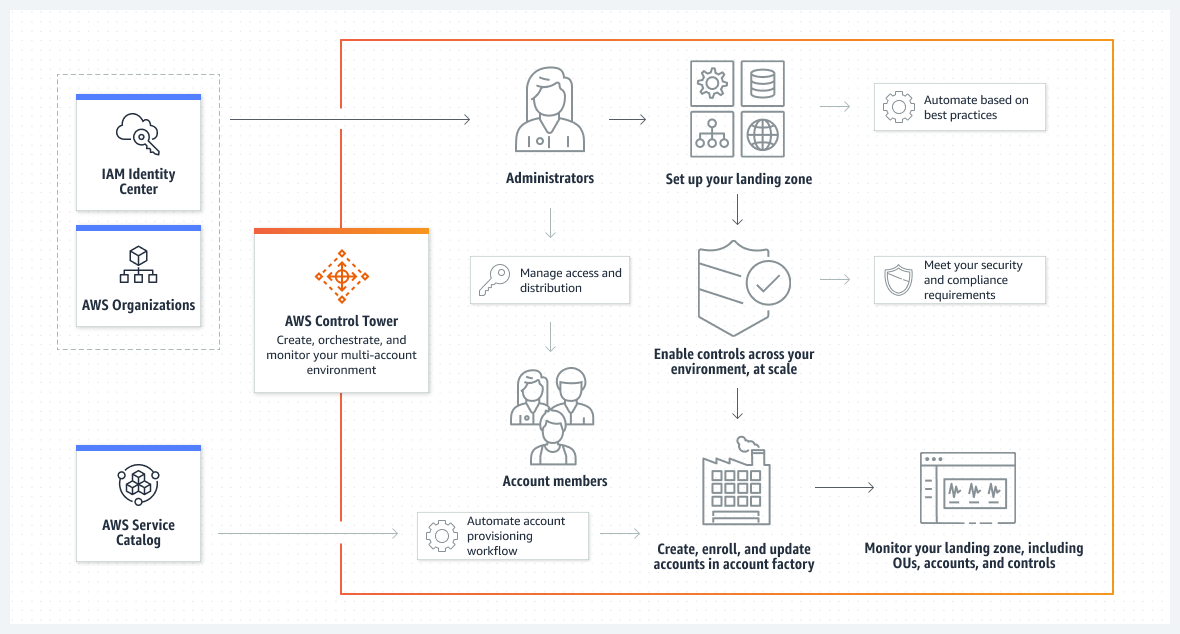 IAM Identity
Center
AWS Organizations
AWS Control Tower
Create, orchestrate, and
monitor your multi-account
environment
AWS Service
Catalog
Administrators
Manage access and
distribution
Account members
Automate account
provisioning
workflow
Set up your landing zone
Automate based on
best practices
Enable controls across your
environment, at scale
Meet your security
and compliance
requirements
Create, enroll, and update
accounts in account factory
Monitor your landing zone, including
OUs, accounts, and controls